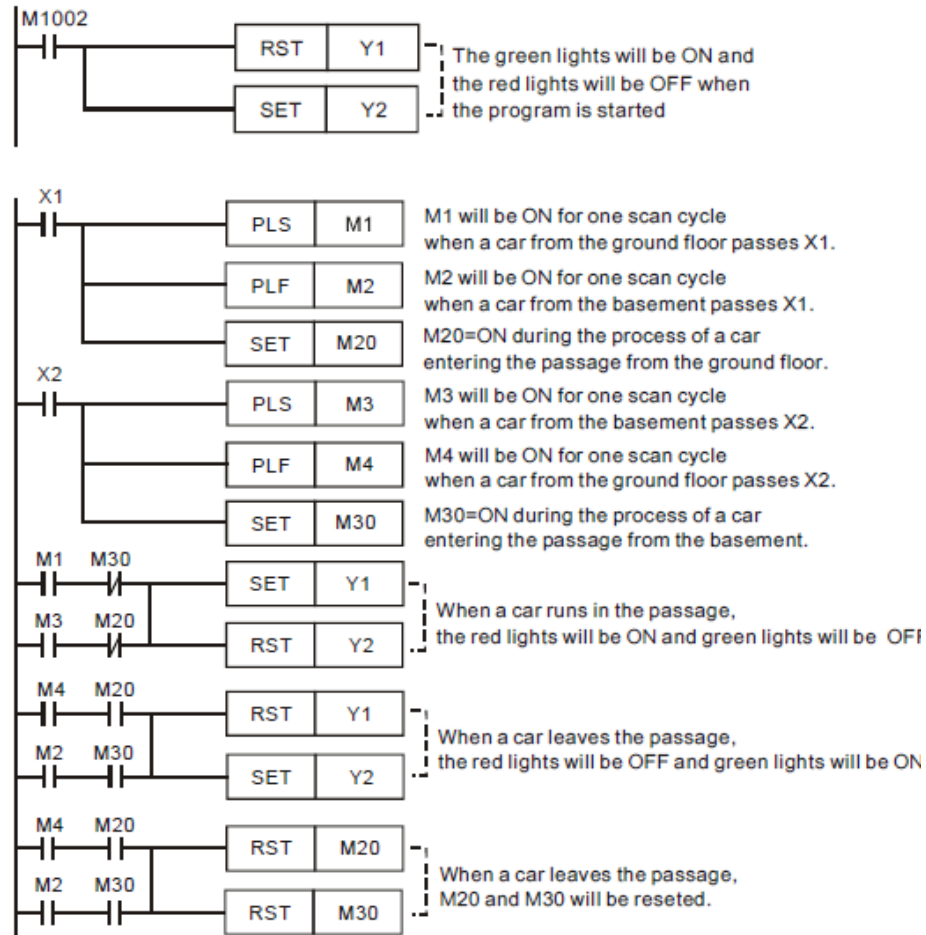 M1002
RST Y1
The green lights will be ON and
the red lights will be OFF when
SET Y2
the program is started
X1
PLS M1
M1 will be ON for one scan cycle
when a car from the ground floor passes X1.
PLF M2
M2 will be ON for one scan cycle
when a car from the basement passes X1.
SET M20
M20=ON during the process of a car
entering the passage from the ground floor.
X2
PLS M3
M3 will be ON for one scan cycle
when a car from the basement passes X2.
PLF M4
M4 will be ON for one scan cycle
when a car from the ground floor passes X2.
SET M30
M30=ON during the process of a car
entering the passage from the basement.
M1 M30
SET Y1
When a car runs in the passage,
the red lights will be ON and green lights will be OFF
M3 M20
RST Y2
M4 M20
RST Y1
When a car leaves the passage,
the red lights will be OFF and green lights will be ON
M2 M30
SET Y2
M4 M20
RST M20
When a car leaves the passage,
M20 and M30 will be reseted.
M2 M30
RST M30